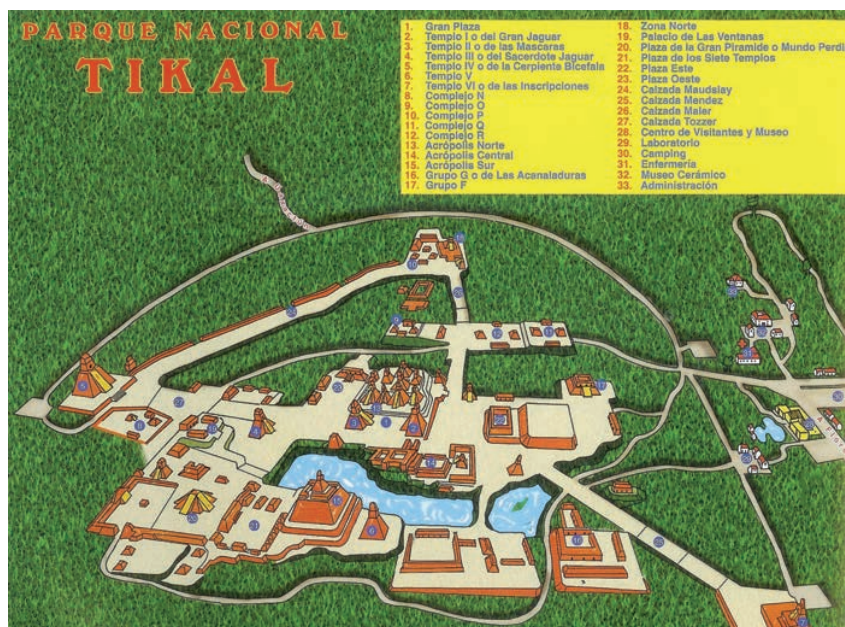 PARQUE NACIONAL
TIKAL
1. Gran Plaza
2. Templo I o del Gran Jaguar
3. Templo II o de las Mascaras
4. Templo III o del Sacerdote Jaguar
5. Templo IV o de la Cerpiente Bicefala
6. Templo V
7. Templo VI o de las Inscripciones
8. Complejo N
9. Complejo O
10. Complejo P
11. Complejo Q
12. Complejo R
13. Acrópolis Norte
14. Acrópolis Central
15. Acrópolis Sur
16. Grupo G o de Las Acanaladuras
17. Grupo F
18. Zona Norte
19. Palacio de Las Ventanas
20. Plaza de la Gran Piramide o Mundo Perdi
21. Plaza de los Siete Templos
22. Plaza Este
23. Plaza Oeste
24. Calzada Maudslay
25. Calzada Mendez
26. Calzada Maler
27. Calzada Tozzer
28. Centro de Visitantes y Museo
29. Laboratorio
30. Camping
31. Enfermería
32. Museo Cerámico
33. Administración